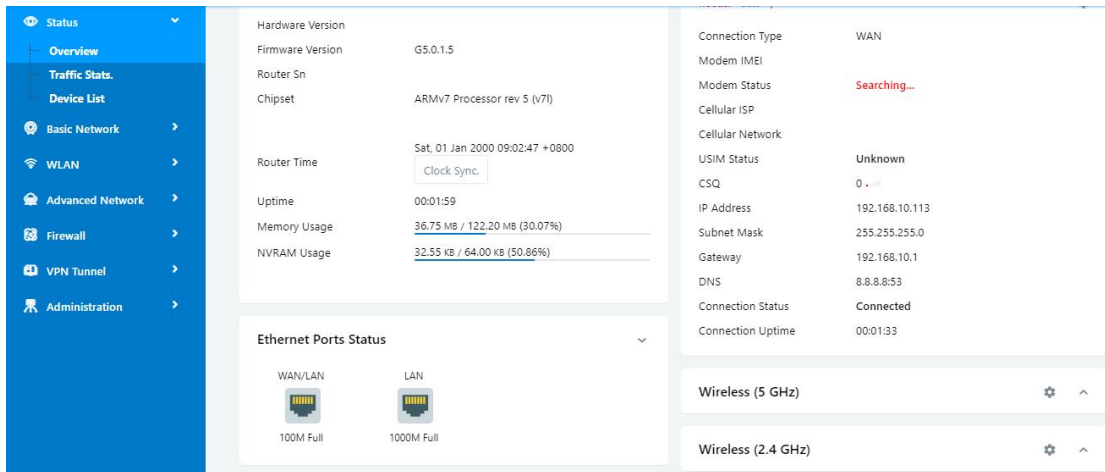 Status
Overview
Traffic Stats.
Device List
Basic Network
WLAN
Advanced Network
Firewall
VPN Tunnel
Administration
Hardware Version
Firmware Version G5.0.1.5
Router Sn
Chipset ARMv7 Processor rev 5 (v7l)
Router Time Sat, 01 Jan 2000 09:02:47 +0800
Clock Sync.
Uptime 00:01:59
Memory Usage 36.75 MB / 122.20 MB (30.07%)
NVRAM Usage 32.55 KB / 64.00 KB (50.86%)
Ethernet Ports Status
WAN/LAN LAN
100M Full 1000M Full
Connection Type WAN
Modem IMEI
Modem Status Searching...
Cellular ISP
Cellular Network
USIM Status Unknown
CSQ 0
IP Address 192.168.10.113
Subnet Mask 255.255.255.0
Gateway 192.168.10.1
DNS 8.8.8.8:53
Connection Status Connected
Connection Uptime 00:01:33
Wireless (5 GHz)
Wireless (2.4 GHz)